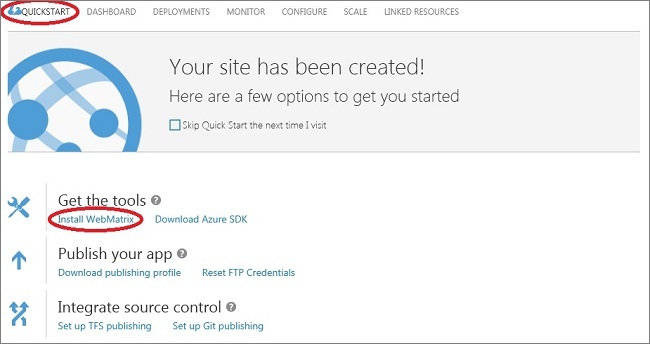 QUICKSTART DASHBOARD DEPLOYMENTS MONITOR CONFIGURE SCALE LINKED RESOURCES
Your site has been created!
Here are a few options to get you started
Skip Quick Start the next time I visit
Get the tools ?
Install WebMatrix Download Azure SDK
Publish your app ?
Download publishing profile Reset FTP Credentials
Integrate source control ?
Set up TFS publishing Set up Git publishing